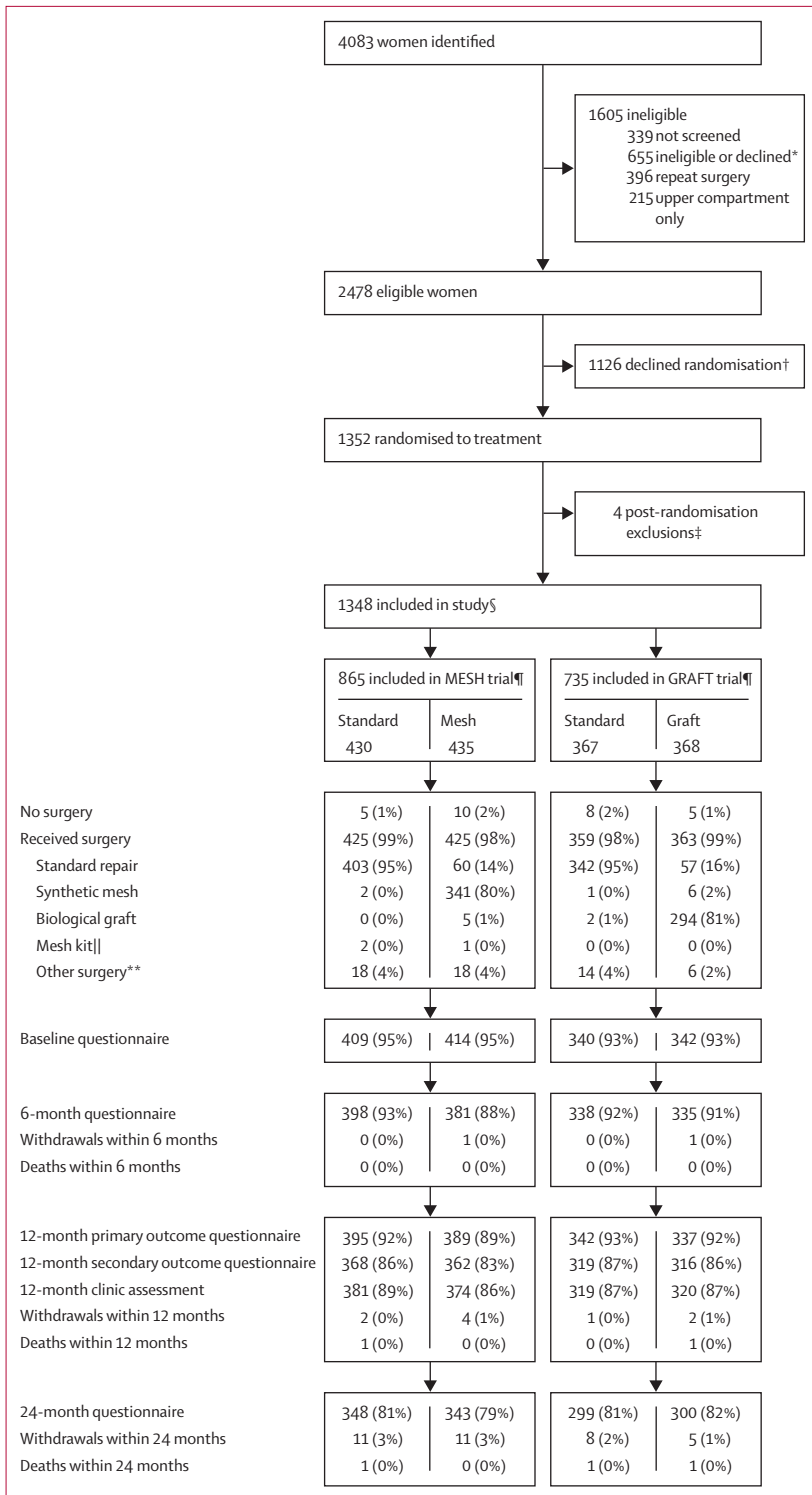 4083 women identified
1605 ineligible
339 not screened
655 ineligible or declined*
396 repeat surgery
215 upper compartment
only
2478 eligible women
1126 declined randomisation†
1352 randomised to treatment
4 post-randomisation
exclusions‡
1348 included in study§
865 included in MESH trial¶ 735 included in GRAFT trial¶
Standard Mesh Standard Graft
430 435 367 368
No surgery 5 (1%) 10 (2%) 8 (2%) 5 (1%)
Received surgery 425 (99%) 425 (98%) 359 (98%) 363 (99%)
Standard repair 403 (95%) 60 (14%) 342 (95%) 57 (16%)
Synthetic mesh 2 (0%) 341 (80%) 1 (0%) 6 (2%)
Biological graft 0 (0%) 5 (1%) 2 (1%) 294 (81%)
Mesh kit|| 2 (0%) 1 (0%) 0 (0%) 0 (0%)
Other surgery** 18 (4%) 18 (4%) 14 (4%) 6 (2%)
Baseline questionnaire 409 (95%) 414 (95%) 340 (93%) 342 (93%)
6-month questionnaire 398 (93%) 381 (88%) 338 (92%) 335 (91%)
Withdrawals within 6 months 0 (0%) 1 (0%) 0 (0%) 1 (0%)
Deaths within 6 months 0 (0%) 0 (0%) 0 (0%) 0 (0%)
12-month primary outcome questionnaire 395 (92%) 389 (89%) 342 (93%) 337 (92%)
12-month secondary outcome questionnaire 368 (86%) 362 (83%) 319 (87%) 316 (86%)
12-month clinic assessment 381 (89%) 374 (86%) 319 (87%) 320 (87%)
Withdrawals within 12 months 2 (0%) 4 (1%) 1 (0%) 2 (1%)
Deaths within 12 months 1 (0%) 0 (0%) 0 (0%) 1 (0%)
24-month questionnaire 348 (81%) 343 (79%) 299 (81%) 300 (82%)
Withdrawals within 24 months 11 (3%) 11 (3%) 8 (2%) 5 (1%)
Deaths within 24 months 1 (0%) 0 (0%) 1 (0%) 1 (0%)